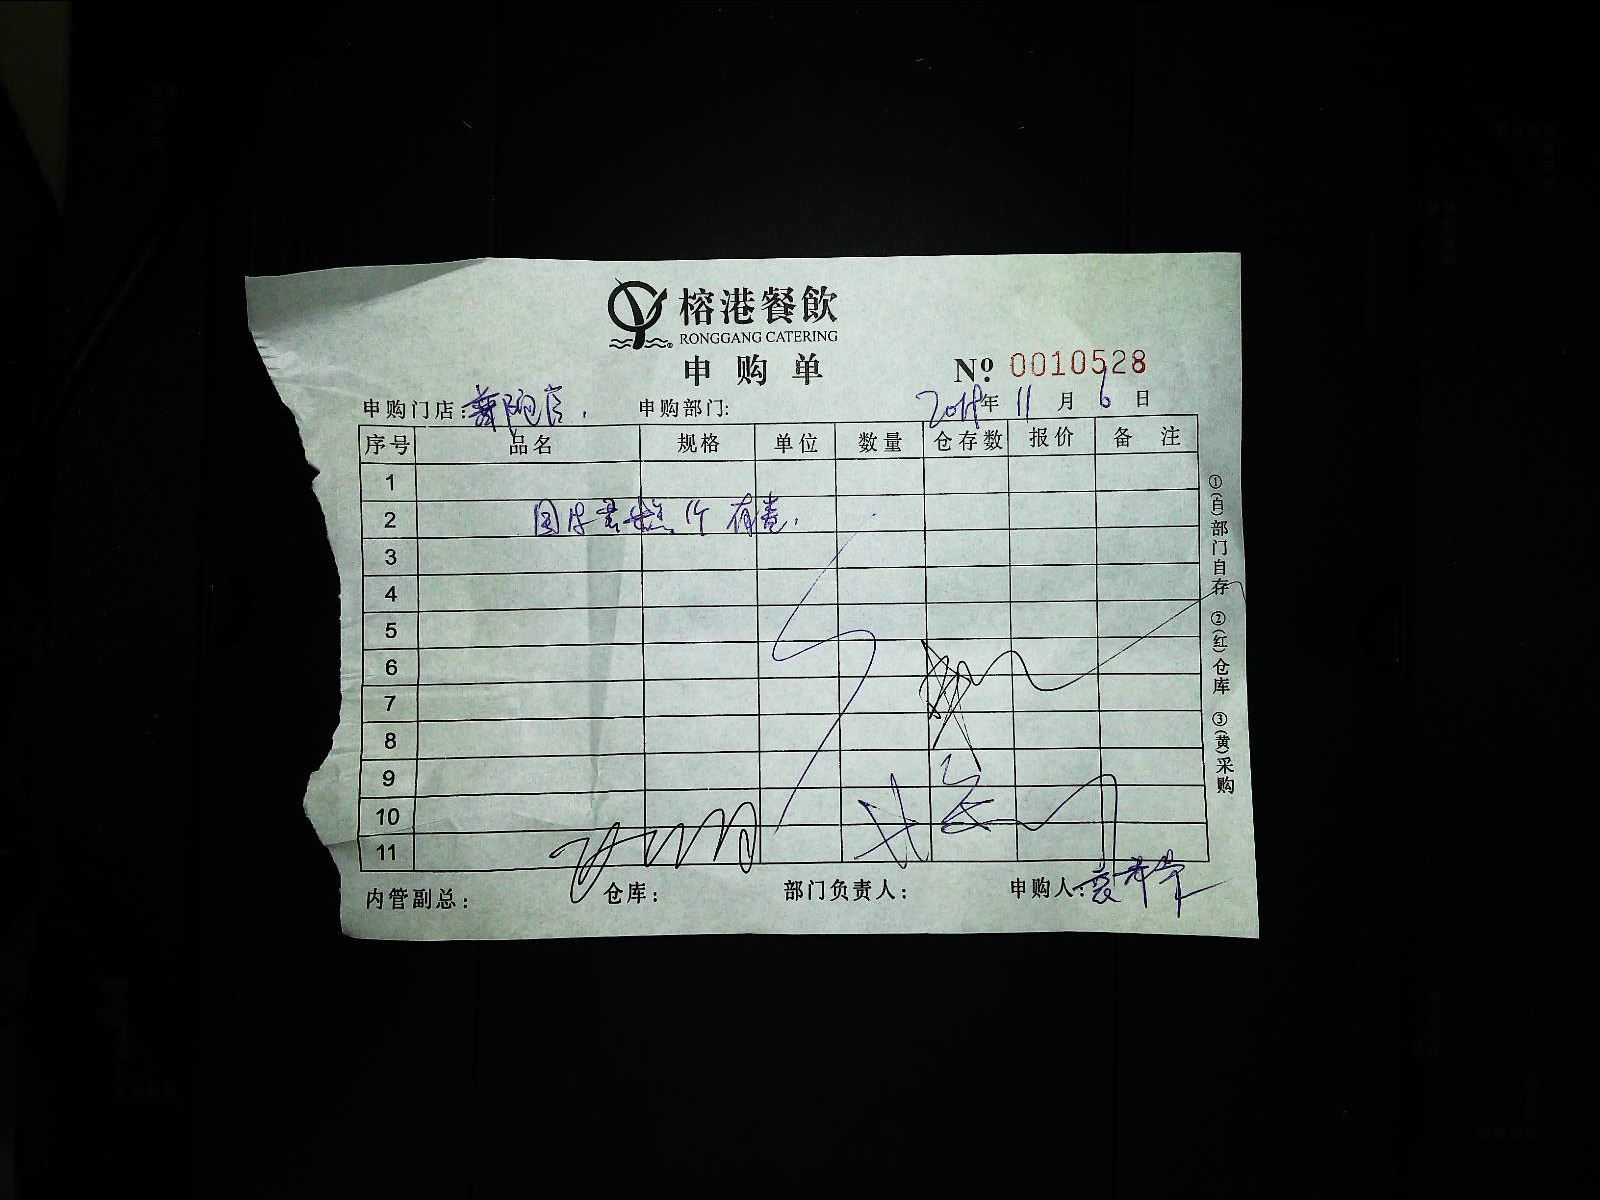 榕港餐飲
RONGGANG CATERING
申购单
Nº 0010528
申购门店: 申购部门: 年 11 月 6 日
序号 品名 规格 单位 数量 仓存数 报价 备注
1
2
3
4
5
6
7
8
9
10
11
内管副总: 仓库: 部门负责人: 申购人:
①(白)部门自存 ②(红)仓库 ③(黄)采购